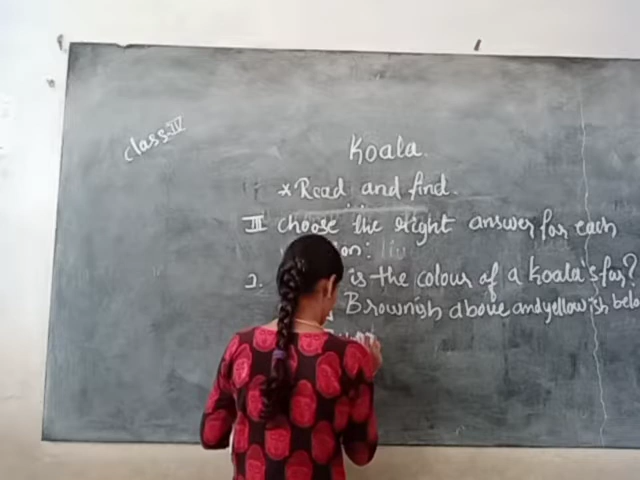 class:IV
Koala.
* Read and find.
III choose the right answer for each
is the colour of a koala's fur?
Brownish above and yellowish belo